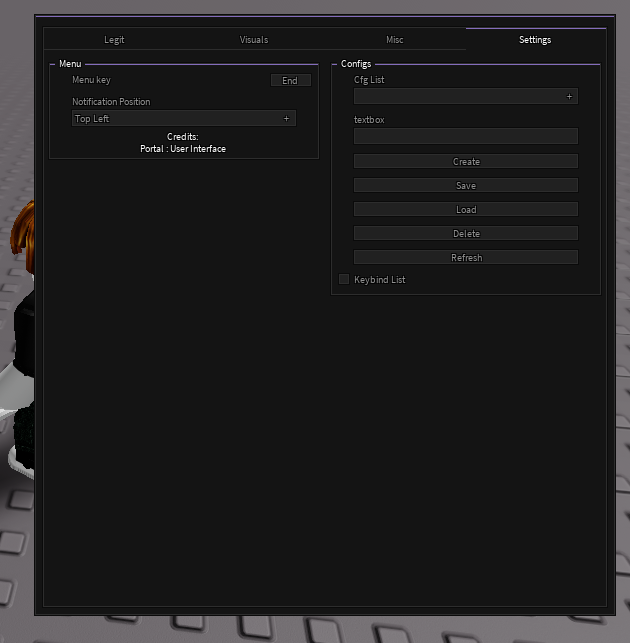 Legit
Visuals
Misc
Settings
Menu
Menu key
End
Notification Position
Top Left +
Credits:
Portal : User Interface
Configs
Cfg List
+
textbox
Create
Save
Load
Delete
Refresh
Keybind List